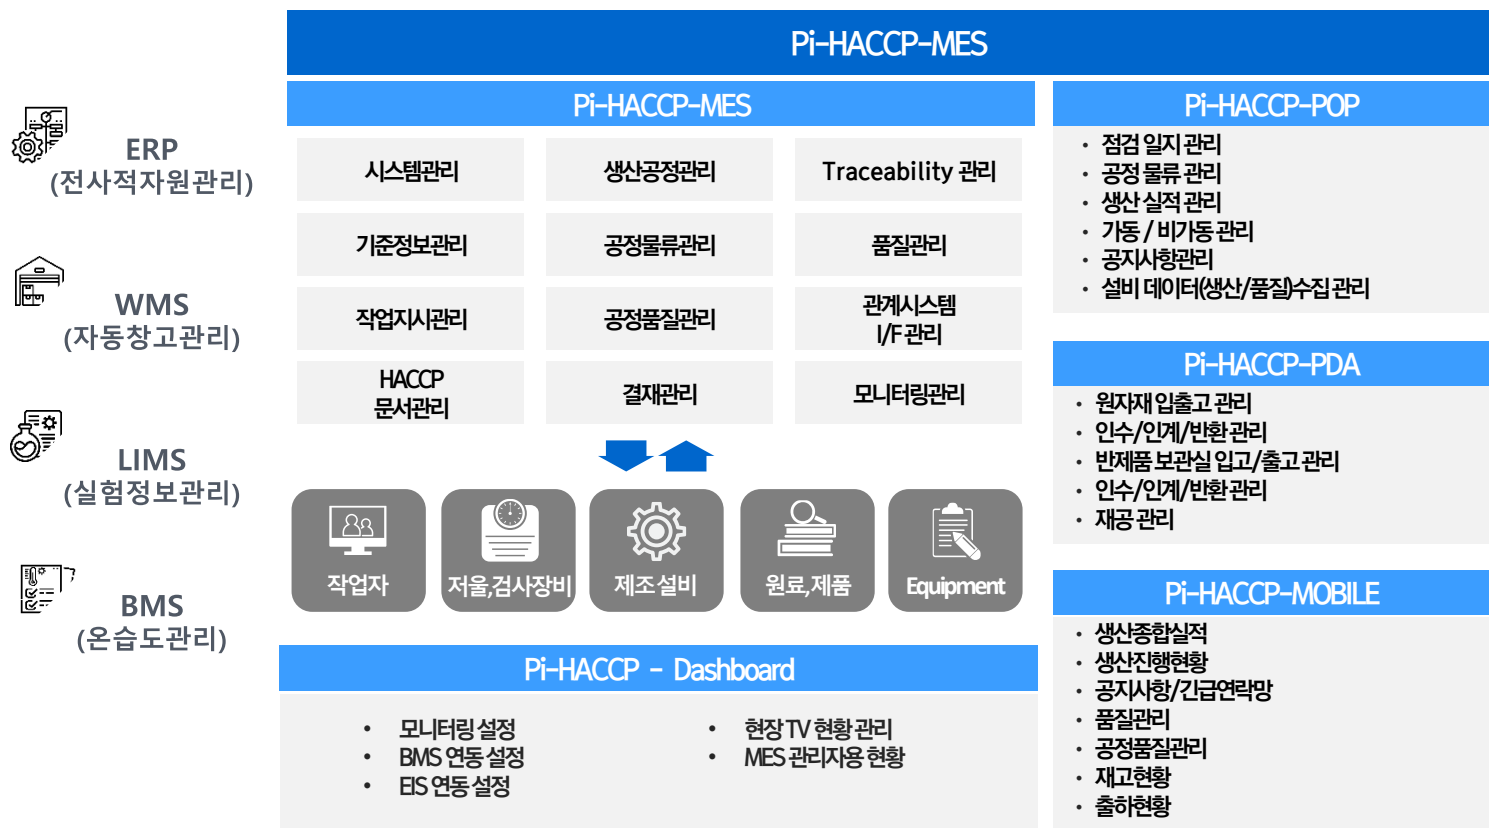 Pi-HACCP-MES
ERP
(전사적자원관리)
WMS
(자동창고관리)
LIMS
(실험정보관리)
BMS
(온습도관리)
Pi-HACCP-MES
시스템관리
생산공정관리
Traceability 관리
기준정보관리
공정물류관리
품질관리
작업지시관리
공정품질관리
관계시스템
I/F 관리
HACCP
문서관리
결재관리
모니터링관리
작업자
저울,검사장비
제조 설비
원료,제품
Equipment
Pi-HACCP - Dashboard
• 모니터링 설정
• BMS 연동 설정
• EIS 연동 설정
• 현장 TV 현황 관리
• MES 관리자용 현황
Pi-HACCP-POP
• 점검 일지 관리
• 공정 물류 관리
• 생산 실적 관리
• 가동 / 비가동 관리
• 공지사항관리
• 설비 데이터(생산/품질)수집 관리
Pi-HACCP-PDA
• 원자재 입출고 관리
• 인수/인계/반환 관리
• 반제품 보관실 입고/출고 관리
• 인수/인계/반환 관리
• 재공 관리
Pi-HACCP-MOBILE
• 생산종합실적
• 생산진행현황
• 공지사항/긴급연락망
• 품질관리
• 공정품질관리
• 재고현황
• 출하현황